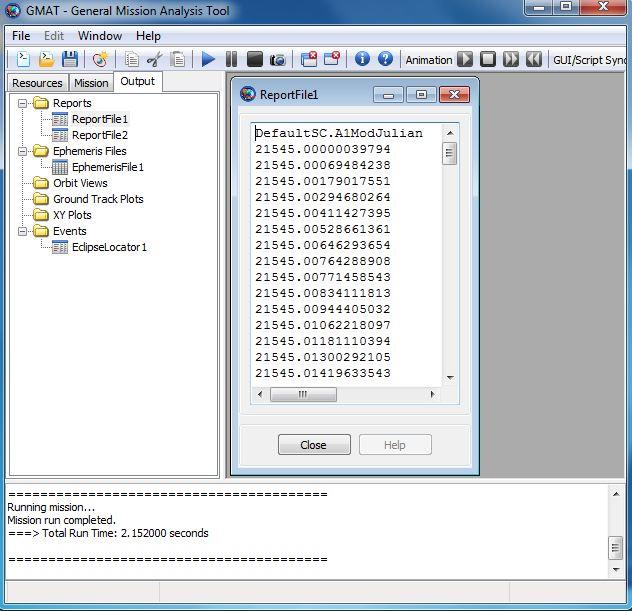 GMAT - General Mission Analysis Tool
File Edit Window Help
Animation
GUI/Script Sync
Resources Mission Output
Reports
ReportFile1
ReportFile2
Ephemeris Files
EphemerisFile1
Orbit Views
Ground Track Plots
XY Plots
Events
EclipseLocator1
ReportFile1
DefaultSC.A1ModJulian
21545.00000039794
21545.00069484238
21545.00179017551
21545.00294680264
21545.00411427395
21545.00528661361
21545.00646293654
21545.00764288908
21545.00771458543
21545.00834111813
21545.00944405032
21545.01062218097
21545.01181110394
21545.01300292105
21545.01419633543
Close Help
========================================
Running mission...
Mission run completed.
===> Total Run Time: 2.152000 seconds
========================================